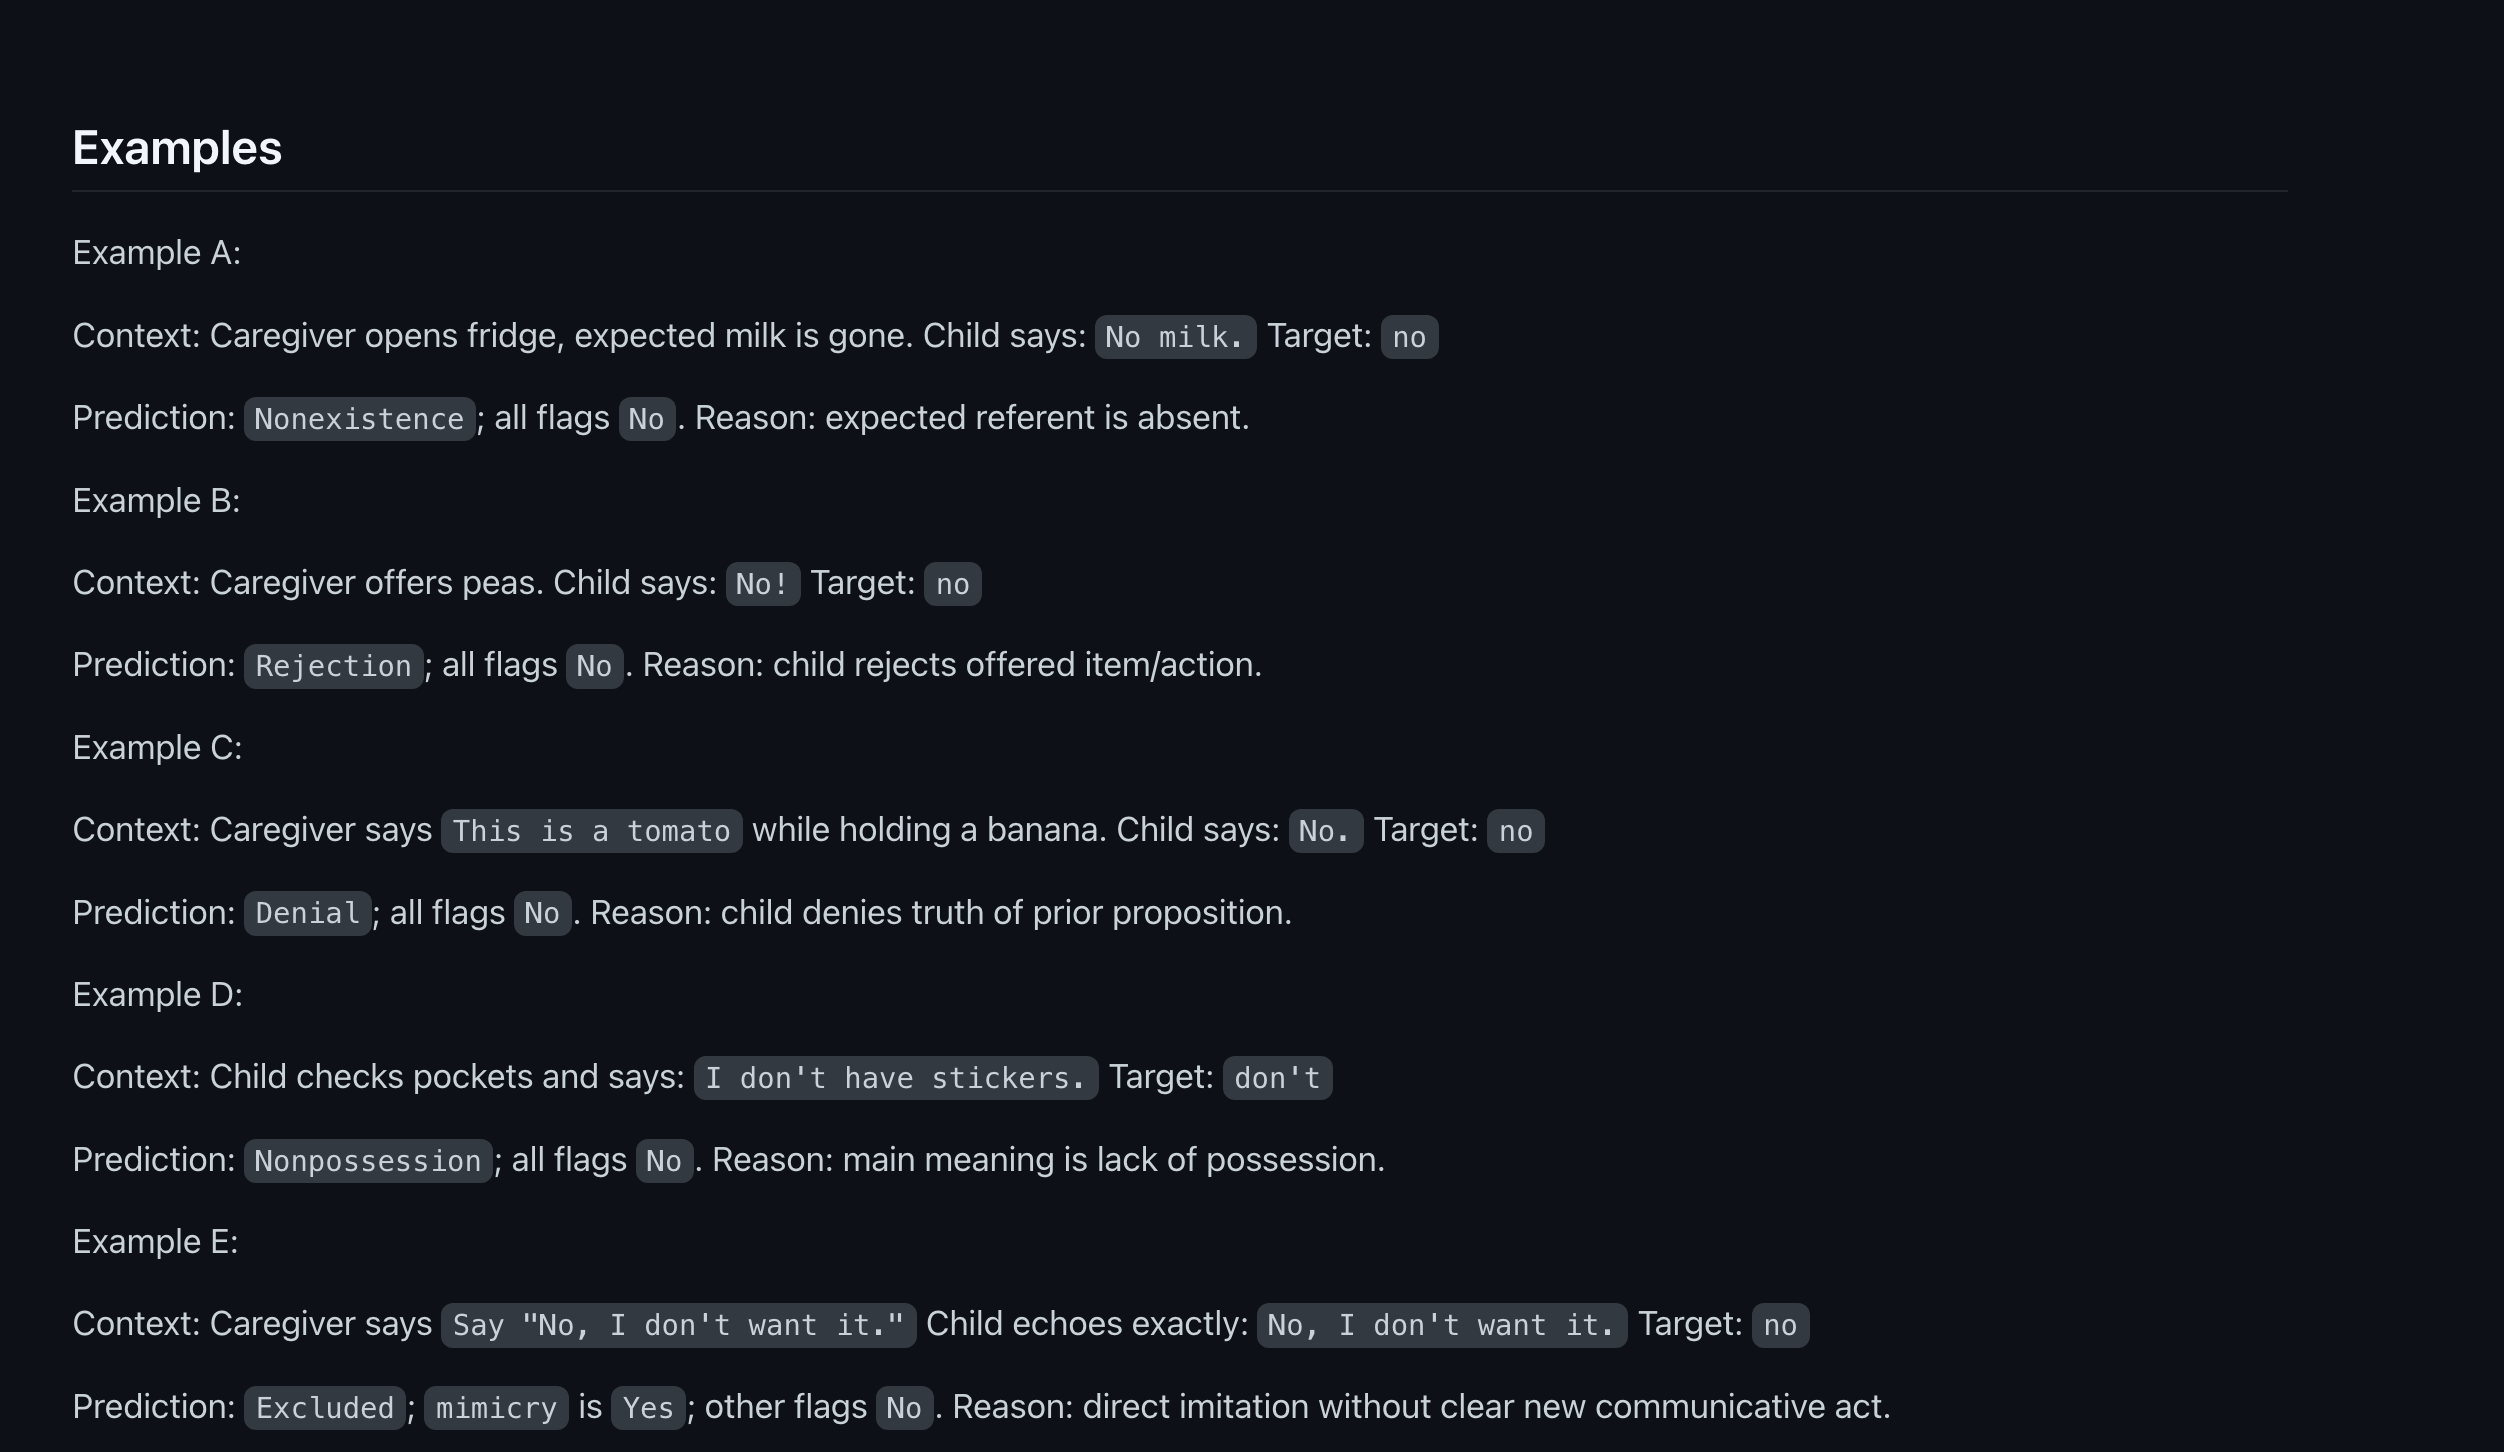 Examples
Example A:
Context: Caregiver opens fridge, expected milk is gone. Child says: No milk. Target: no
Prediction: Nonexistence; all flags No. Reason: expected referent is absent.
Example B:
Context: Caregiver offers peas. Child says: No! Target: no
Prediction: Rejection; all flags No. Reason: child rejects offered item/action.
Example C:
Context: Caregiver says This is a tomato while holding a banana. Child says: No. Target: no
Prediction: Denial; all flags No. Reason: child denies truth of prior proposition.
Example D:
Context: Child checks pockets and says: I don't have stickers. Target: don't
Prediction: Nonpossession; all flags No. Reason: main meaning is lack of possession.
Example E:
Context: Caregiver says Say "No, I don't want it." Child echoes exactly: No, I don't want it. Target: no
Prediction: Excluded; mimicry is Yes; other flags No. Reason: direct imitation without clear new communicative act.